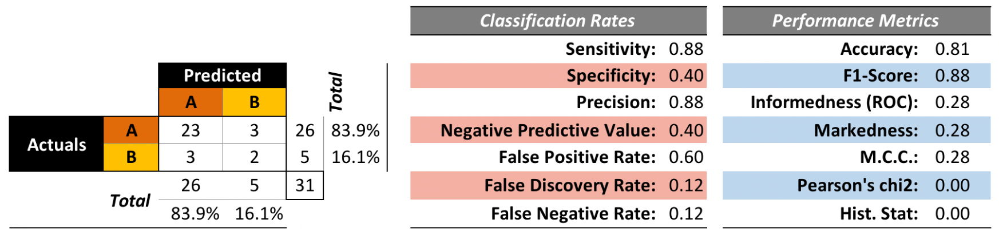 Predicted
Total
A B
Actuals
A 23 3 26 83.9%
B 3 2 5 16.1%
Total
26 5 31
83.9% 16.1%
Classification Rates
Sensitivity: 0.88
Specificity: 0.40
Precision: 0.88
Negative Predictive Value: 0.40
False Positive Rate: 0.60
False Discovery Rate: 0.12
False Negative Rate: 0.12
Performance Metrics
Accuracy: 0.81
F1-Score: 0.88
Informedness (ROC): 0.28
Markedness: 0.28
M.C.C.: 0.28
Pearson's chi2: 0.00
Hist. Stat: 0.00